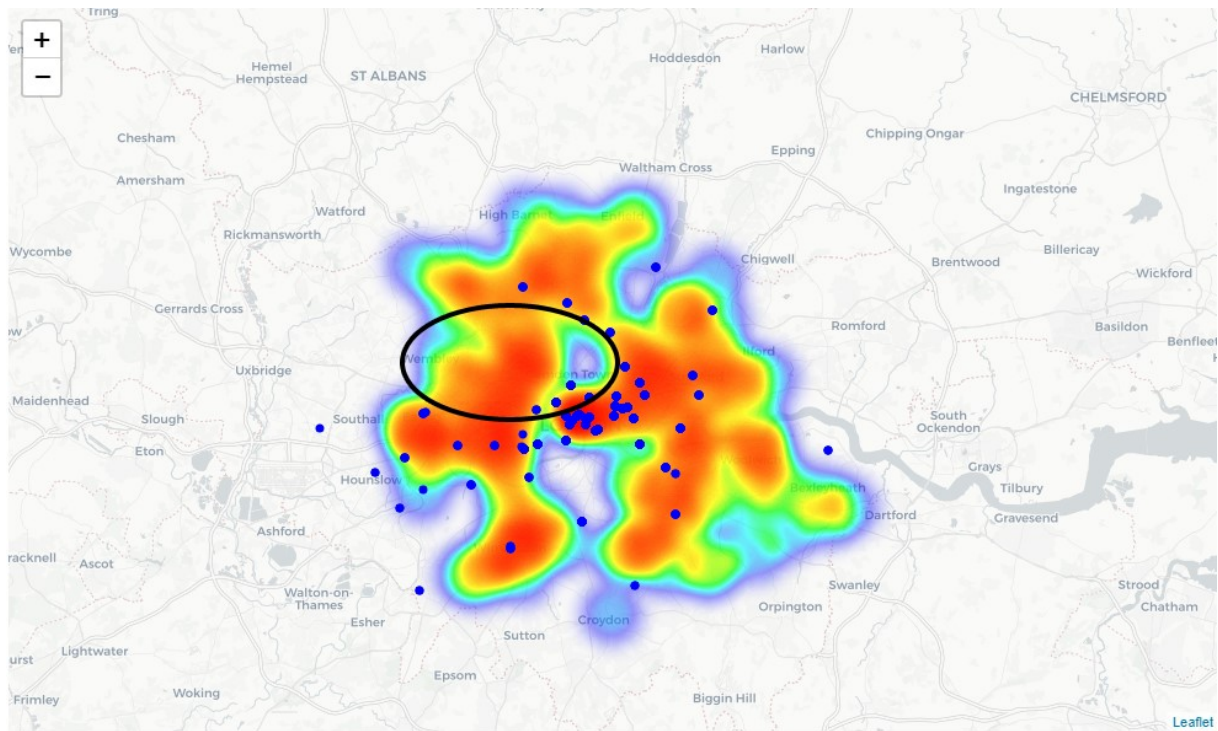 Tring
+
−
Hemel
Hempstead
ST ALBANS
Hoddesdon
Harlow
CHELMSFORD
Chesham
Chipping Ongar
Amersham
Waltham Cross
Epping
Ingatestone
Watford
High Barnet
Enfield
Rickmansworth
Wycombe
Billericay
Chigwell
Brentwood
Wickford
Gerrards Cross
Romford
Basildon
Benfleet
Uxbridge
Wembley
Ilford
Maidenhead
Slough
Southall
South
Ockendon
Eton
Grays
Hounslow
Bexleyheath
Tilbury
Dartford
Gravesend
Ashford
Ascot
Swanley
Strood
Walton-on-
Thames
Esher
Croydon
Orpington
Chatham
Sutton
Lightwater
Epsom
Woking
Biggin Hill
Frimley
Leaflet